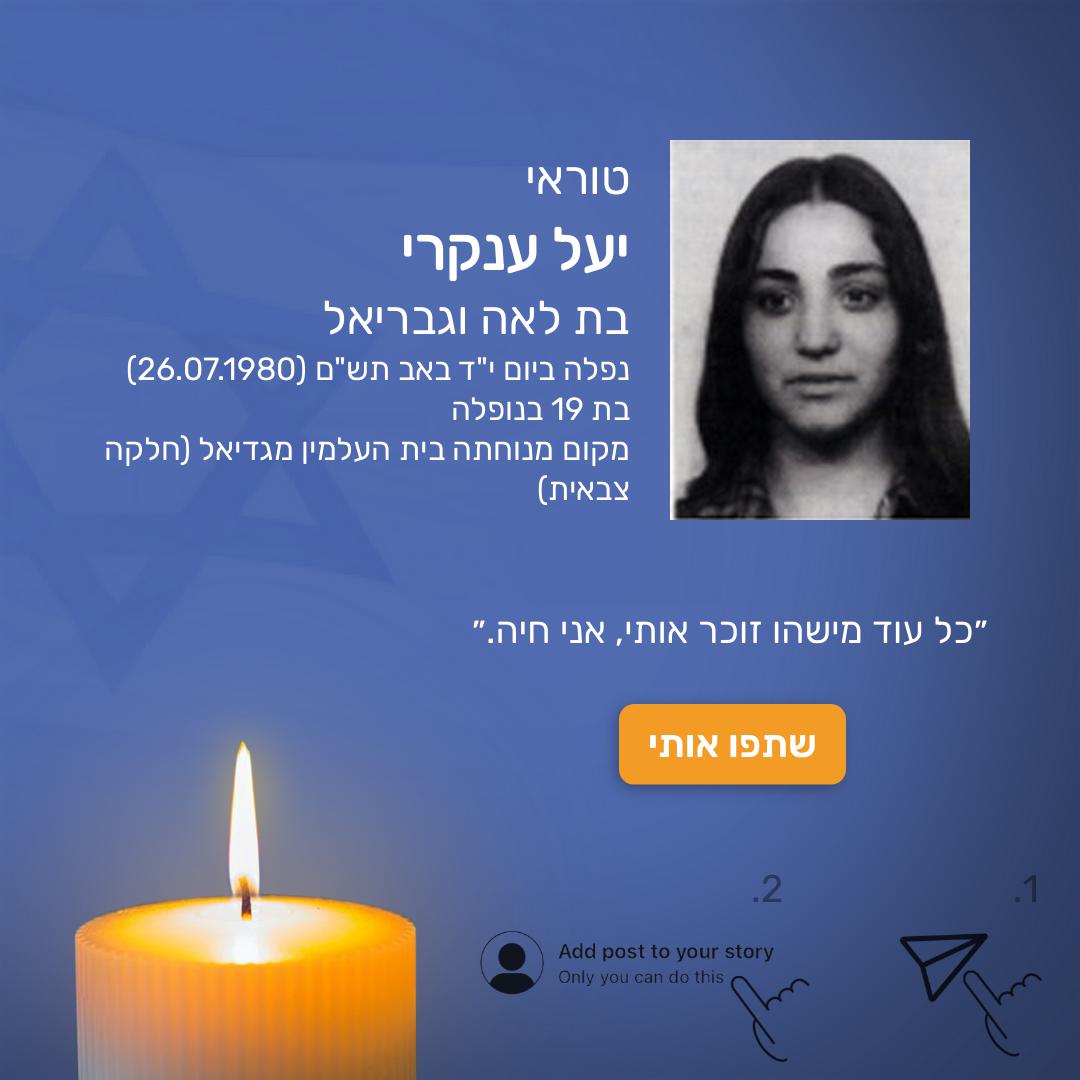 טוראי
יעל ענקרי
בת לאה וגבריאל
נפלה ביום י"ד באב תש"ם (26.07.1980)
בת 19 בנופלה
מקום מנוחתה בית העלמין מגדיאל (חלקה
צבאית)
״כל עוד מישהו זוכר אותי, אני חיה.״
שתפו אותי
.1
.2
Add post to your story
Only you can do this